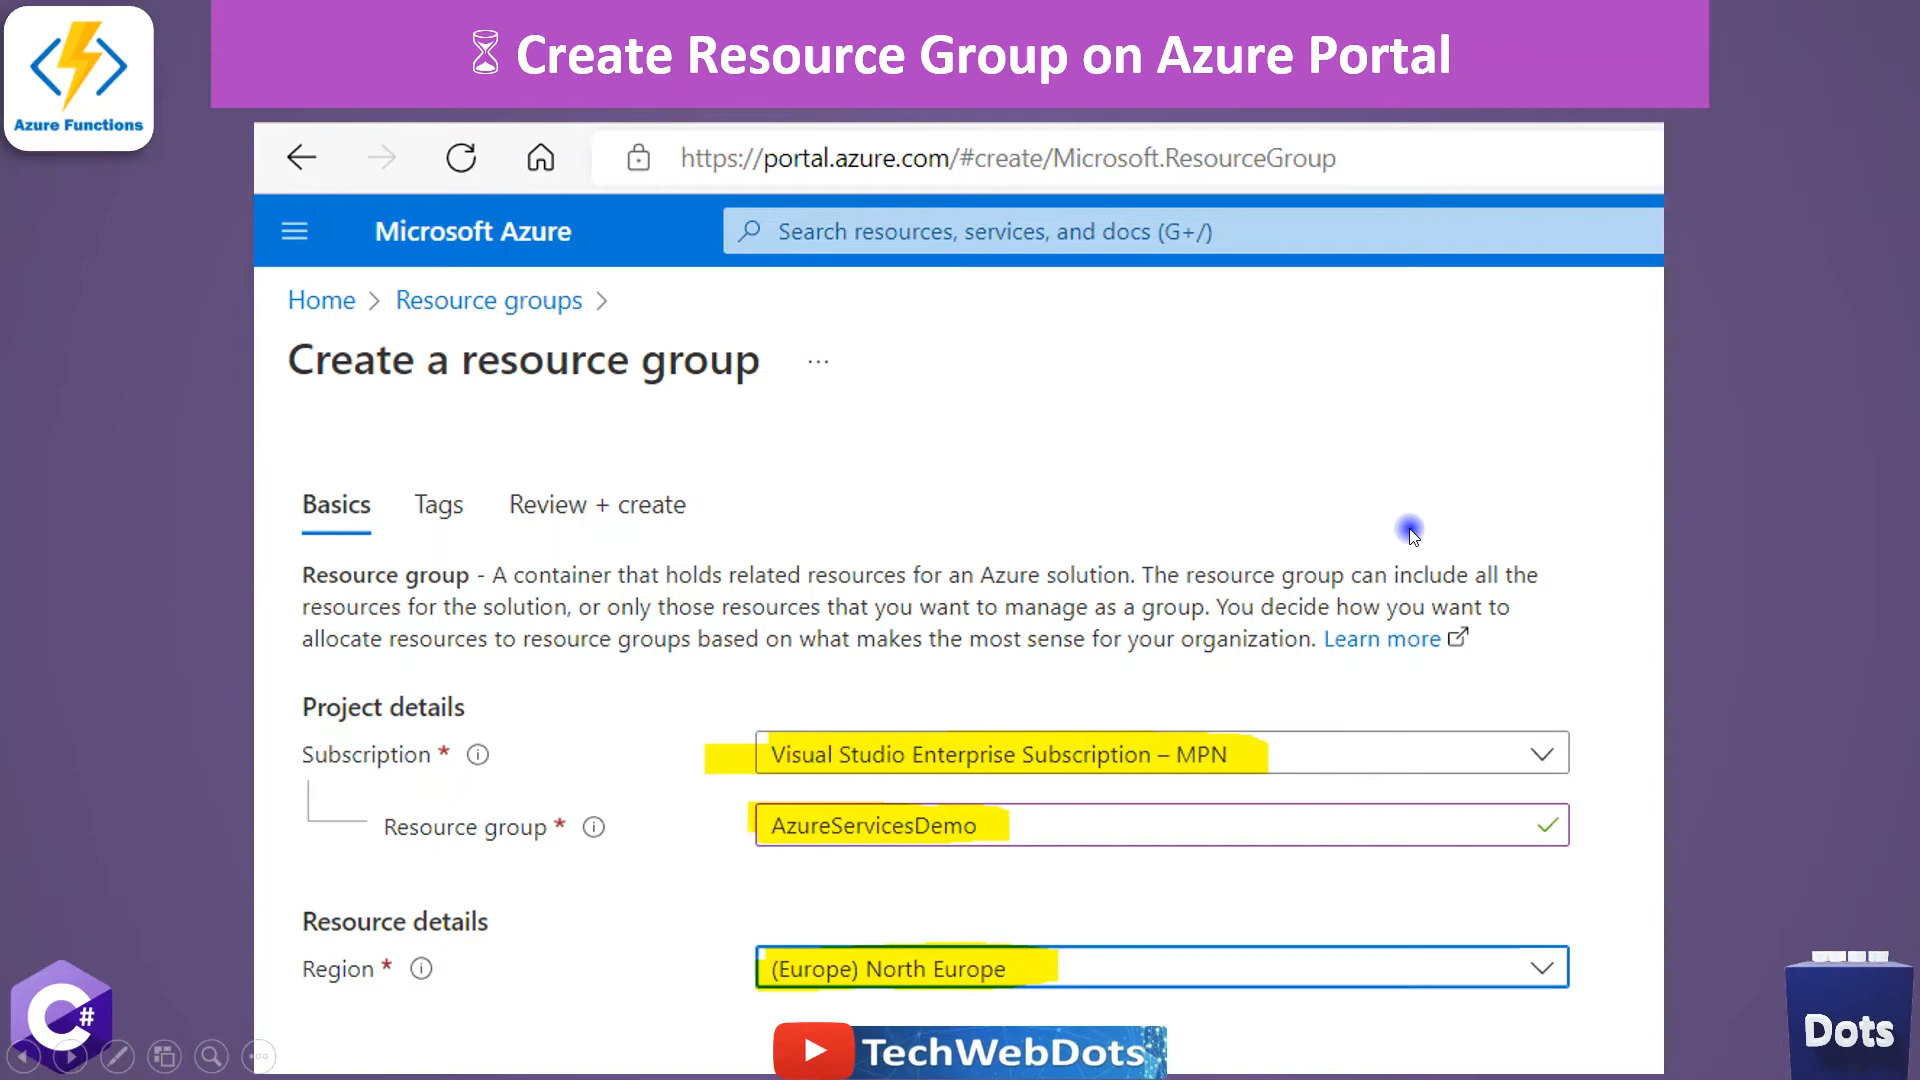 Azure Functions
Create Resource Group on Azure Portal
https://portal.azure.com/#create/Microsoft.ResourceGroup
Microsoft Azure
Search resources, services, and docs (G+/)
Home > Resource groups >
Create a resource group ...
Basics Tags Review + create
Resource group - A container that holds related resources for an Azure solution. The resource group can include all the
resources for the solution, or only those resources that you want to manage as a group. You decide how you want to
allocate resources to resource groups based on what makes the most sense for your organization. Learn more
Project details
Subscription * Visual Studio Enterprise Subscription – MPN
Resource group * AzureServicesDemo
Resource details
Region * (Europe) North Europe
C#
TechWebDots
Dots